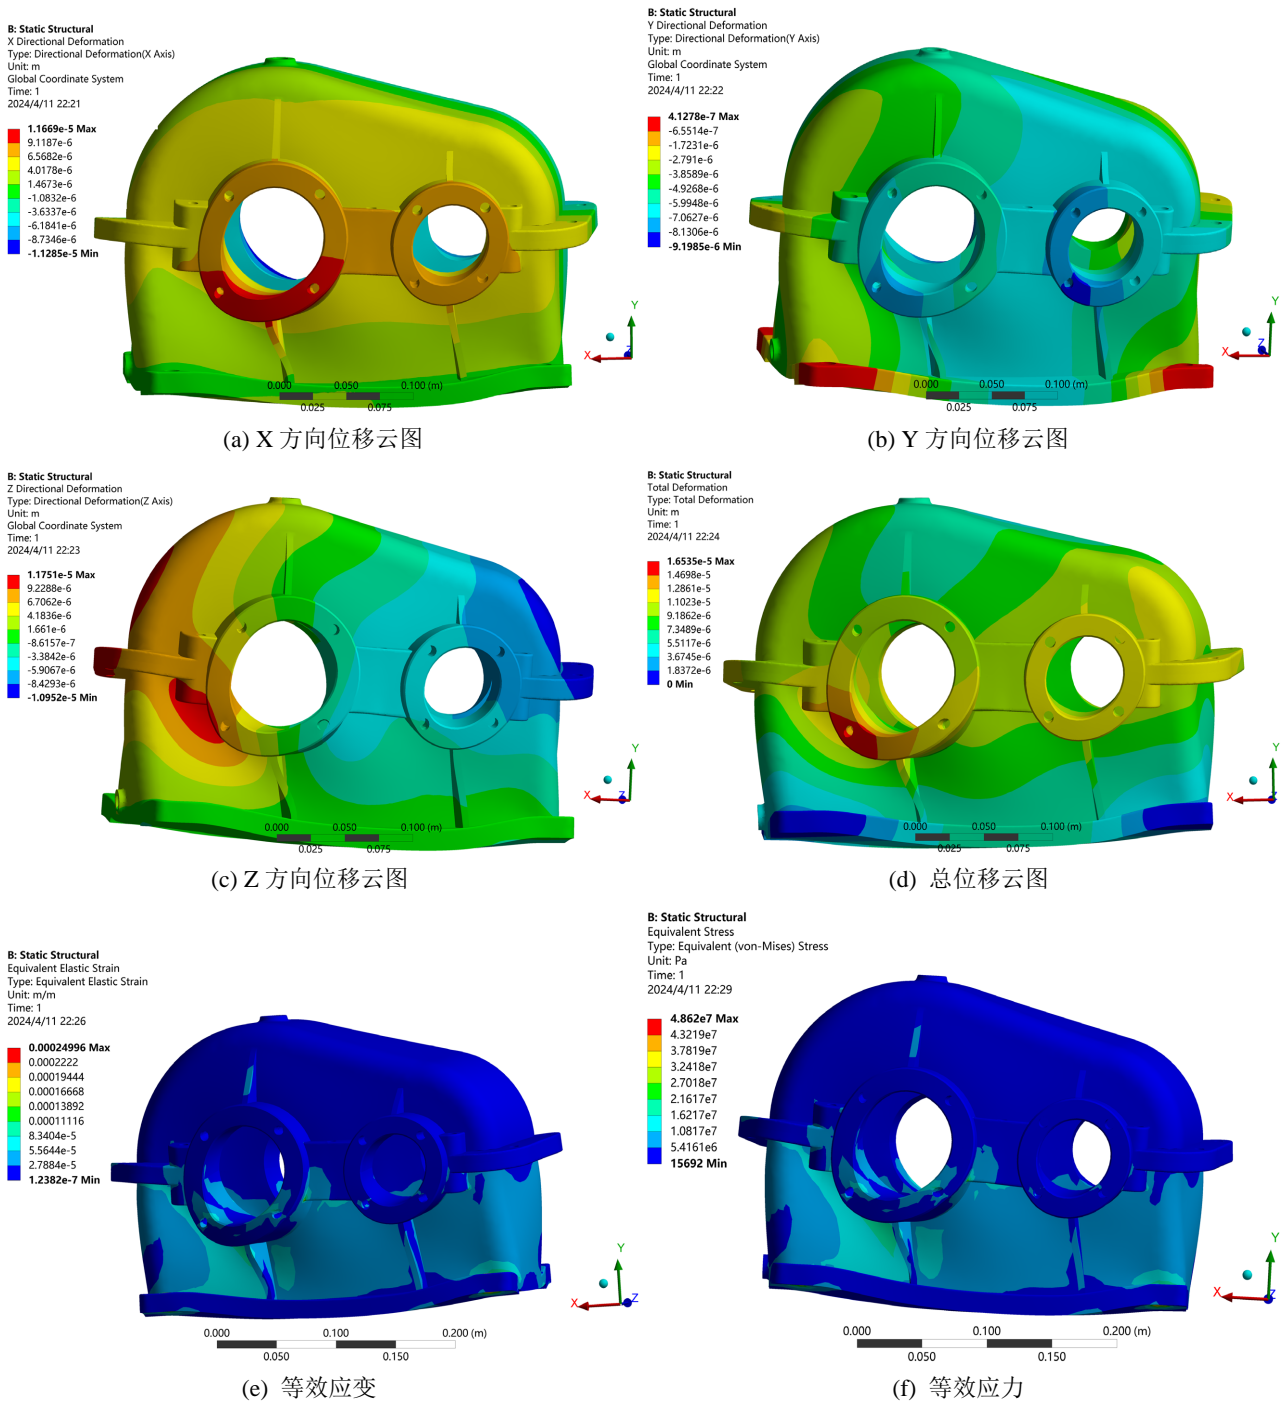 B: Static Structural
X Directional Deformation
Type: Directional Deformation(X Axis)
Unit: m
Global Coordinate System
Time: 1
2024/4/11 22:21
1.1669e-5 Max
9.1187e-6
6.5682e-6
4.0178e-6
1.4673e-6
-1.0832e-6
-3.6337e-6
-6.1841e-6
-8.7346e-6
-1.1285e-5 Min
Y
X
Z
0.000 0.050 0.100 (m)
0.025 0.075
(a) X 方向位移云图
B: Static Structural
Y Directional Deformation
Type: Directional Deformation(Y Axis)
Unit: m
Global Coordinate System
Time: 1
2024/4/11 22:22
4.1278e-7 Max
-6.5514e-7
-1.7231e-6
-2.791e-6
-3.8589e-6
-4.9268e-6
-5.9948e-6
-7.0627e-6
-8.1306e-6
-9.1985e-6 Min
Y
X
Z
0.000 0.050 0.100 (m)
0.025 0.075
(b) Y 方向位移云图
B: Static Structural
Z Directional Deformation
Type: Directional Deformation(Z Axis)
Unit: m
Global Coordinate System
Time: 1
2024/4/11 22:23
1.1751e-5 Max
9.2288e-6
6.7062e-6
4.1836e-6
1.661e-6
-8.6157e-7
-3.3842e-6
-5.9067e-6
-8.4293e-6
-1.0952e-5 Min
Y
X
Z
0.000 0.050 0.100 (m)
0.025 0.075
(c) Z 方向位移云图
B: Static Structural
Total Deformation
Type: Total Deformation
Unit: m
Time: 1
2024/4/11 22:24
1.6535e-5 Max
1.4698e-5
1.2861e-5
1.1023e-5
9.1862e-6
7.3489e-6
5.5117e-6
3.6745e-6
1.8372e-6
0 Min
Y
X
Z
0.000 0.050 0.100 (m)
0.025 0.075
(d) 总位移云图
B: Static Structural
Equivalent Elastic Strain
Type: Equivalent Elastic Strain
Unit: m/m
Time: 1
2024/4/11 22:26
0.00024996 Max
0.0002222
0.00019444
0.00016668
0.00013892
0.00011116
8.3404e-5
5.5644e-5
2.7884e-5
1.2382e-7 Min
Y
X
Z
0.000 0.100 0.200 (m)
0.050 0.150
(e) 等效应变
B: Static Structural
Equivalent Stress
Type: Equivalent (von-Mises) Stress
Unit: Pa
Time: 1
2024/4/11 22:29
4.862e7 Max
4.3219e7
3.7819e7
3.2418e7
2.7018e7
2.1617e7
1.6217e7
1.0817e7
5.4161e6
15692 Min
Y
X
Z
0.000 0.100 0.200 (m)
0.050 0.150
(f) 等效应力